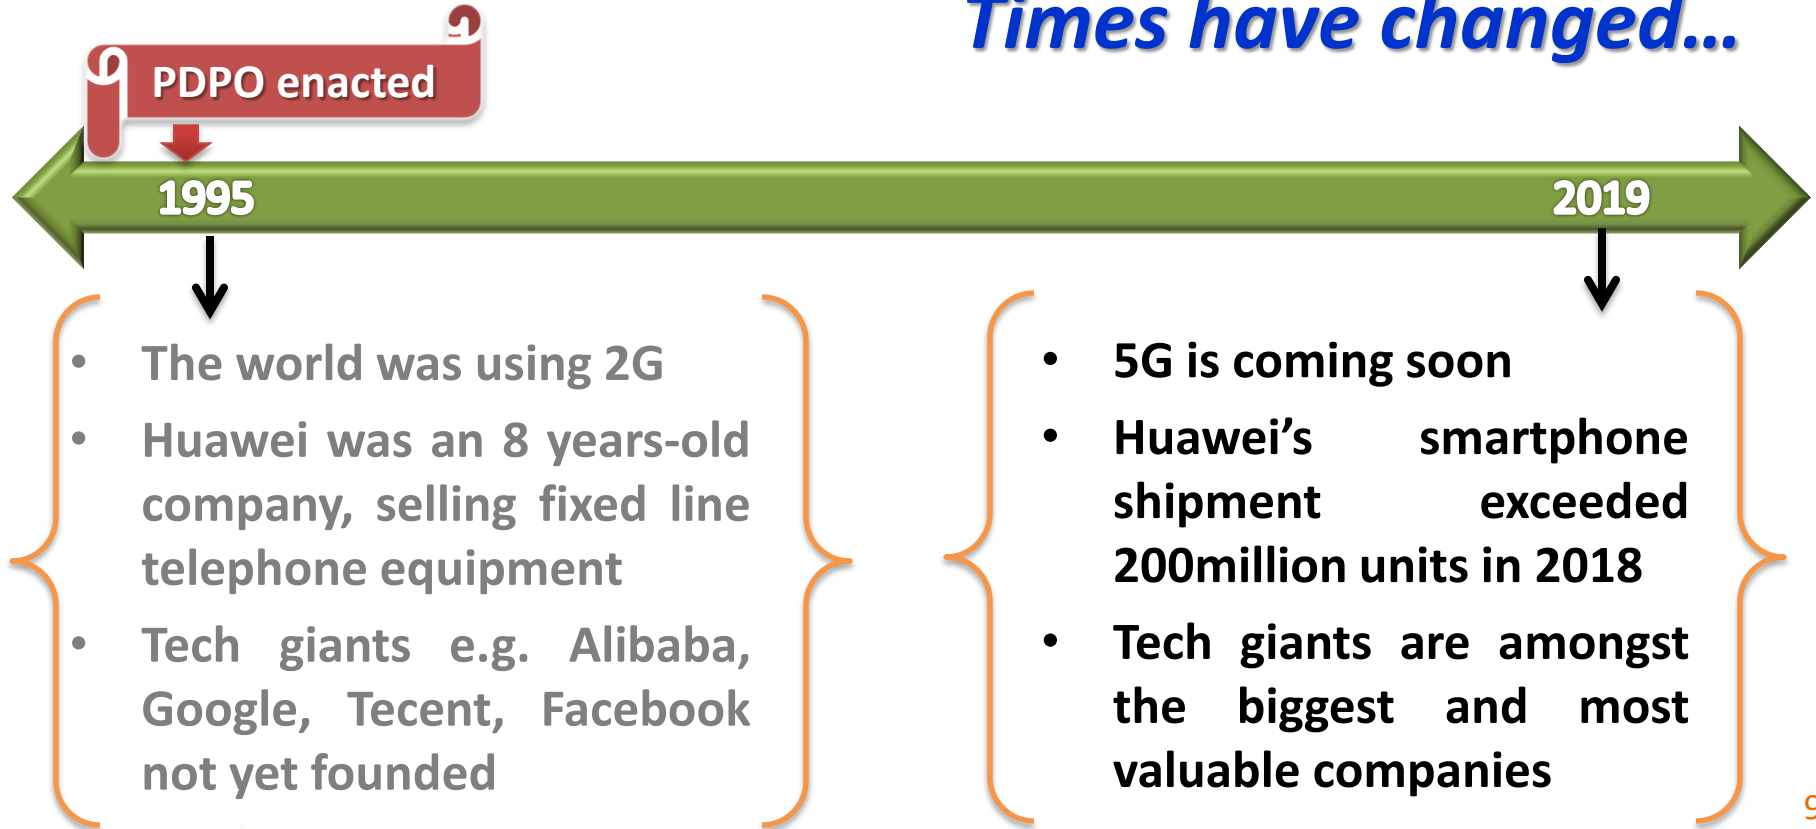 Times have changed...
PDPO enacted
1995
2019
• The world was using 2G
• Huawei was an 8 years-old
company, selling fixed line
telephone equipment
• Tech giants e.g. Alibaba,
Google, Tecent, Facebook
not yet founded
• 5G is coming soon
• Huawei’s smartphone
shipment exceeded
200million units in 2018
• Tech giants are amongst
the biggest and most
valuable companies
9